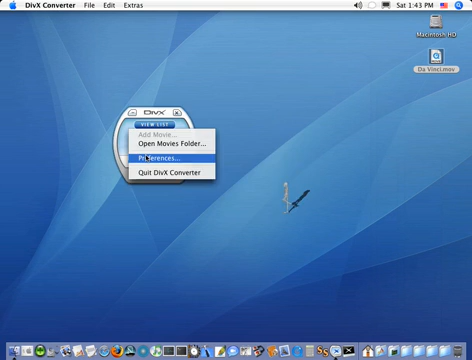 DivX Converter File Edit Extras
Sat 1:43 PM
Macintosh HD
Da Vinci.mov
DivX
VIEW LIST
Add Movie...
Open Movies Folder...
Preferences...
Quit DivX Converter